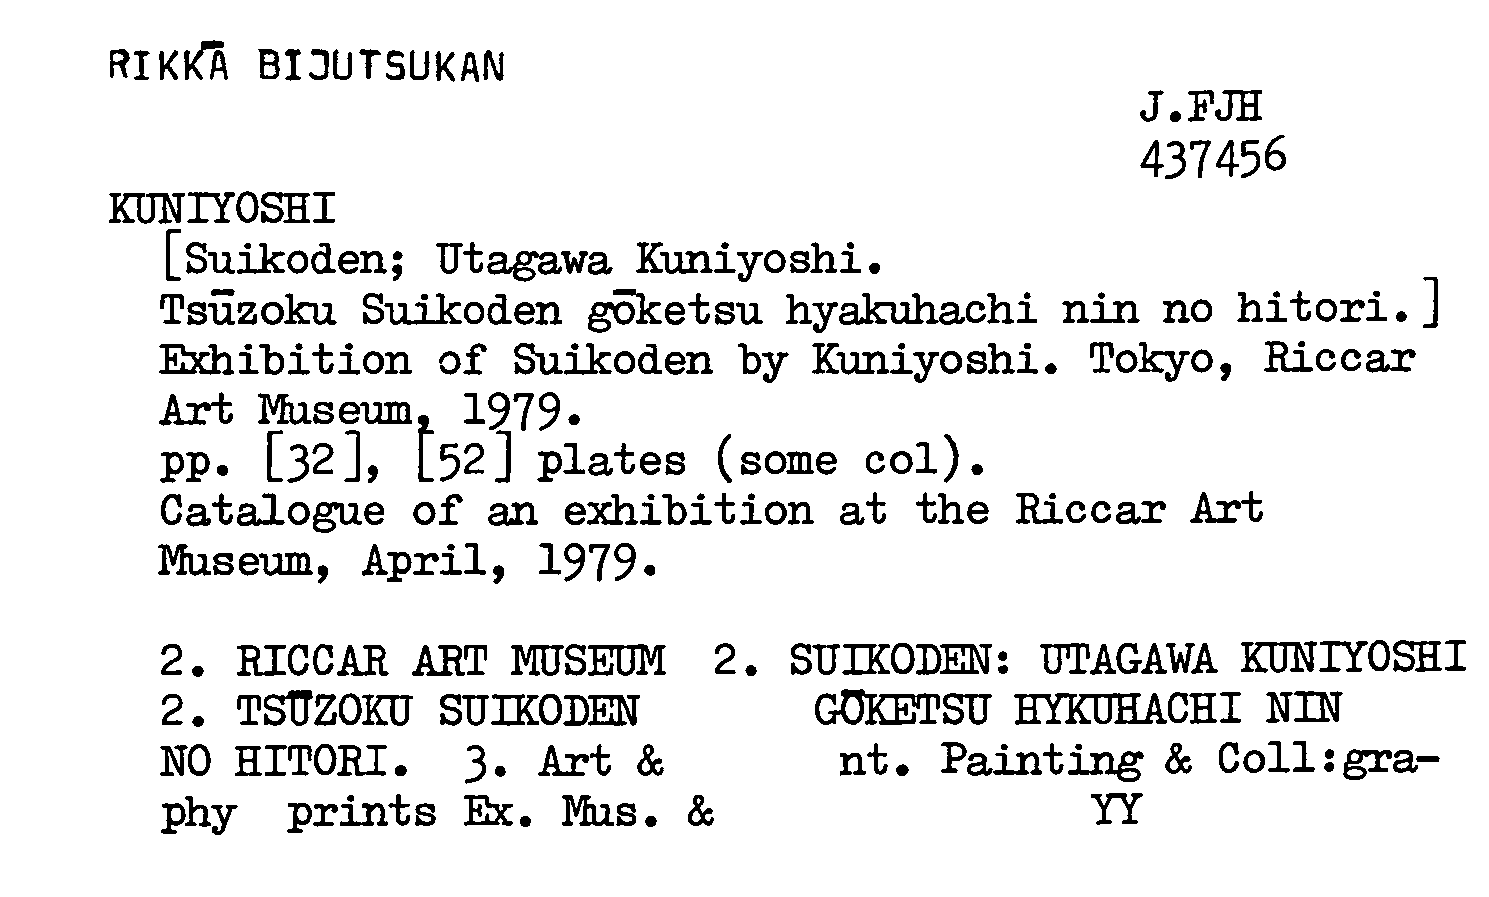 RIKKĀ BIJUTSUKAN
J.FJH
437456
KUNIYOSHI
[Suikoden; Utagawa Kuniyoshi.
Tsūzoku Suikoden gōketsu hyakuhachi nin no hitori.]
Exhibition of Suikoden by Kuniyoshi. Tokyo, Riccar
Art Museum, 1979.
pp. [32], [52] plates (some col).
Catalogue of an exhibition at the Riccar Art
Museum, April, 1979.
2. RICCAR ART MUSEUM 2. SUIKODEN: UTAGAWA KUNIYOSHI
2. TSŪZOKU SUIKODEN GŌKETSU HYKUHACHI NIN
NO HITORI. 3. Art & nt. Painting & Coll:gra-
phy prints Ex. Mus. & YY